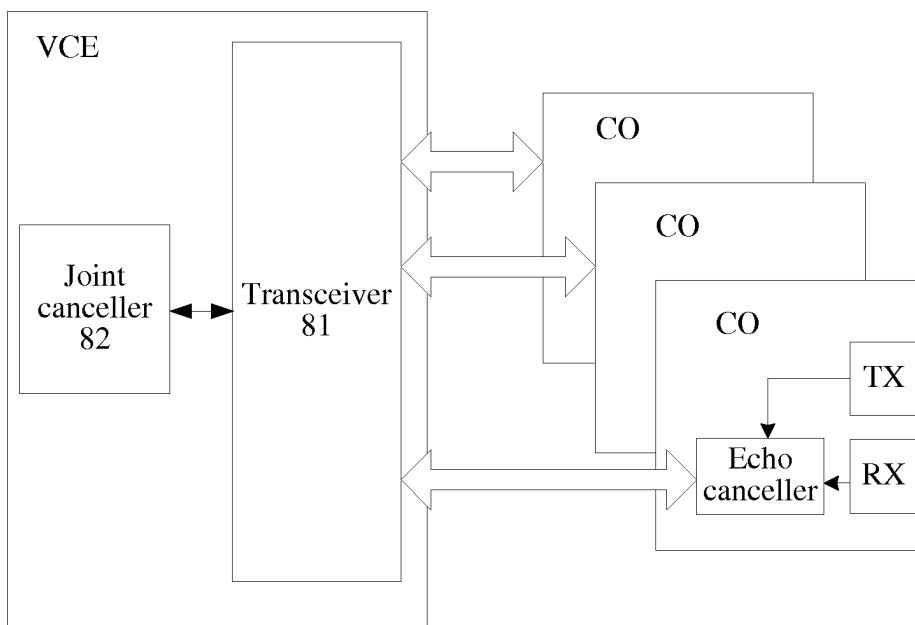 VCE
Joint
canceller
82
Transceiver
81
CO
CO
CO
TX
Echo
canceller
RX